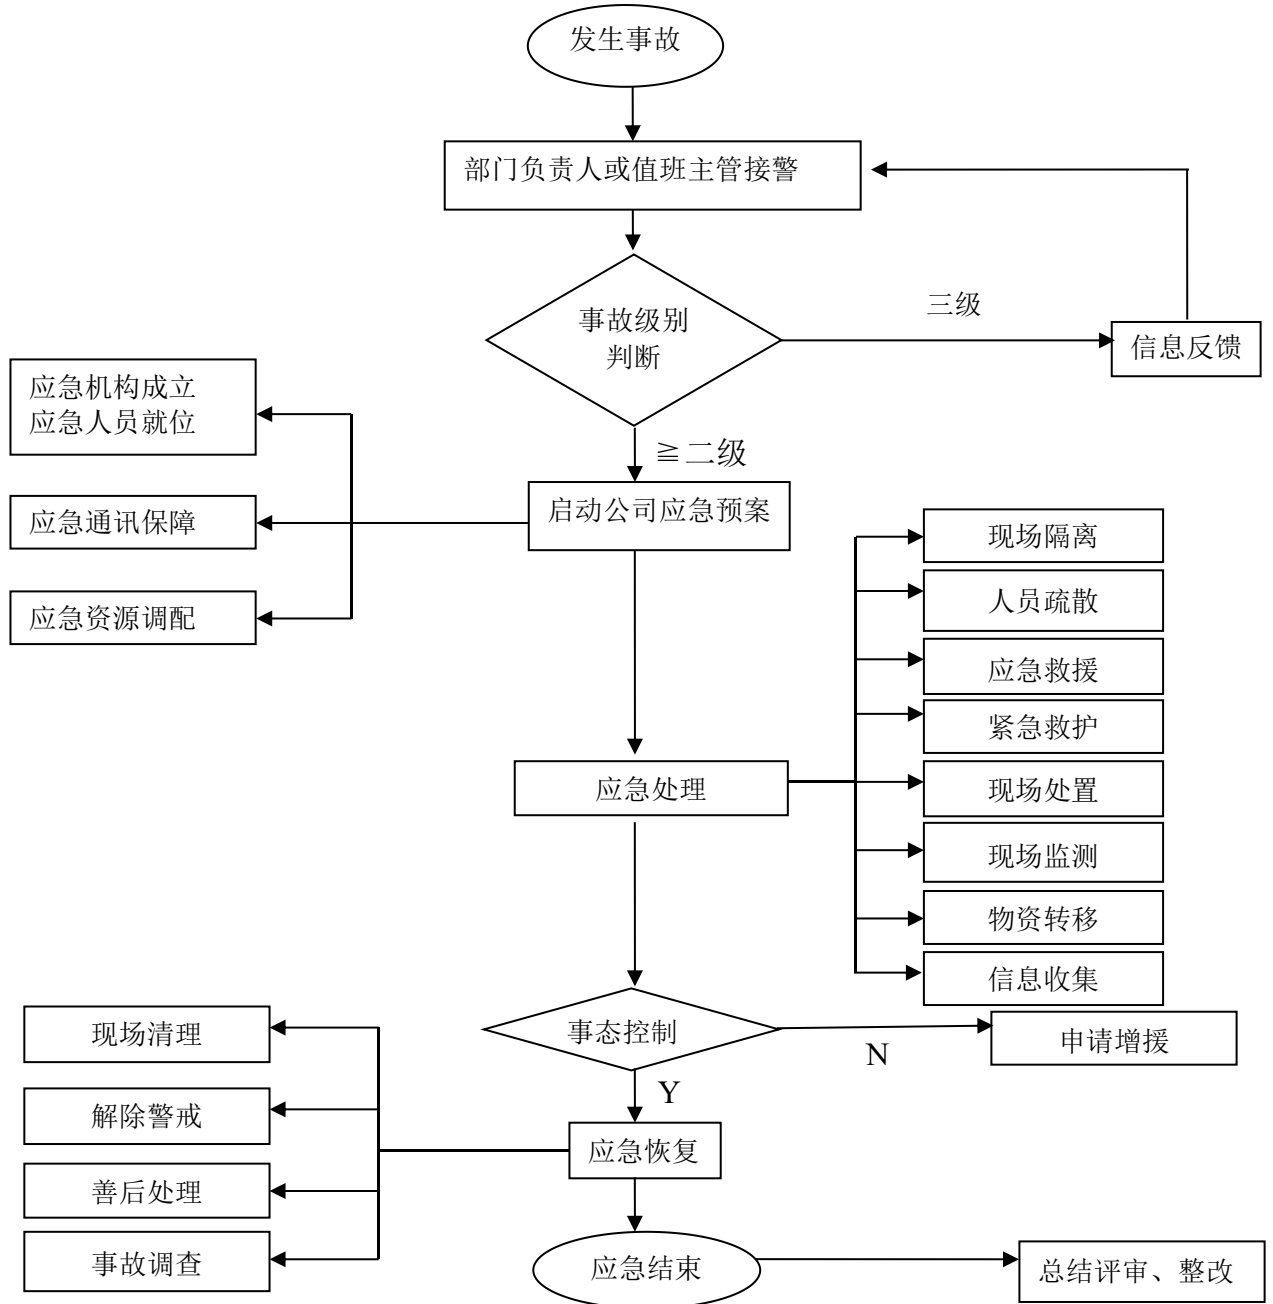 发生事故
部门负责人或值班主管接警
事故级别
判断
三级
信息反馈
应急机构成立
应急人员就位
≧二级
启动公司应急预案
应急通讯保障
应急资源调配
现场隔离
人员疏散
应急救援
紧急救护
应急处理
现场处置
现场监测
物资转移
信息收集
事态控制
N
申请增援
Y
现场清理
解除警戒
应急恢复
善后处理
事故调查
应急结束
总结评审、整改